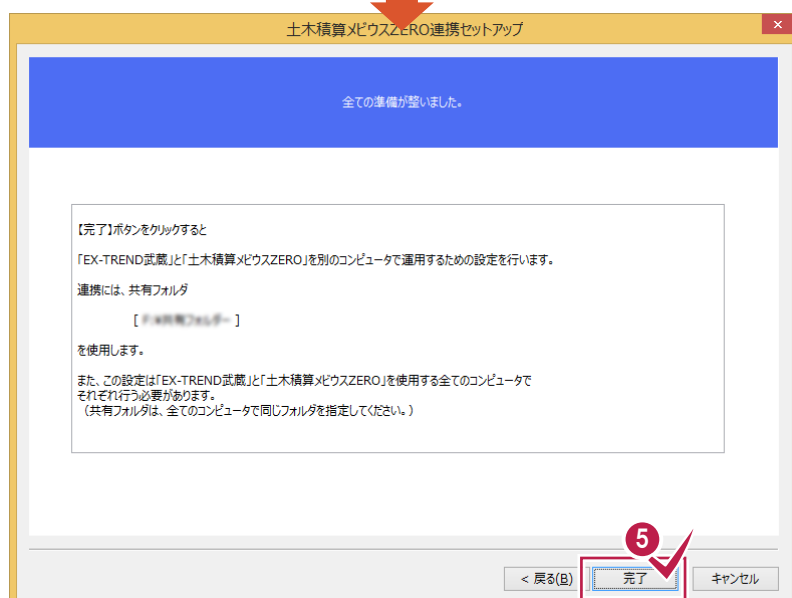 土木積算メビウスZERO連携セットアップ
全ての準備が整いました。
【完了】ボタンをクリックすると
「EX-TREND武蔵」と「土木積算メビウスZERO」を別のコンピュータで運用するための設定を行います。
連携には、共有フォルダ
[ ]
を使用します。
また、この設定は「EX-TREND武蔵」と「土木積算メビウスZERO」を使用する全てのコンピュータで
それぞれ行う必要があります。
（共有フォルダは、全てのコンピュータで同じフォルダを指定してください。）
5
< 戻る(B) 完了 キャンセル